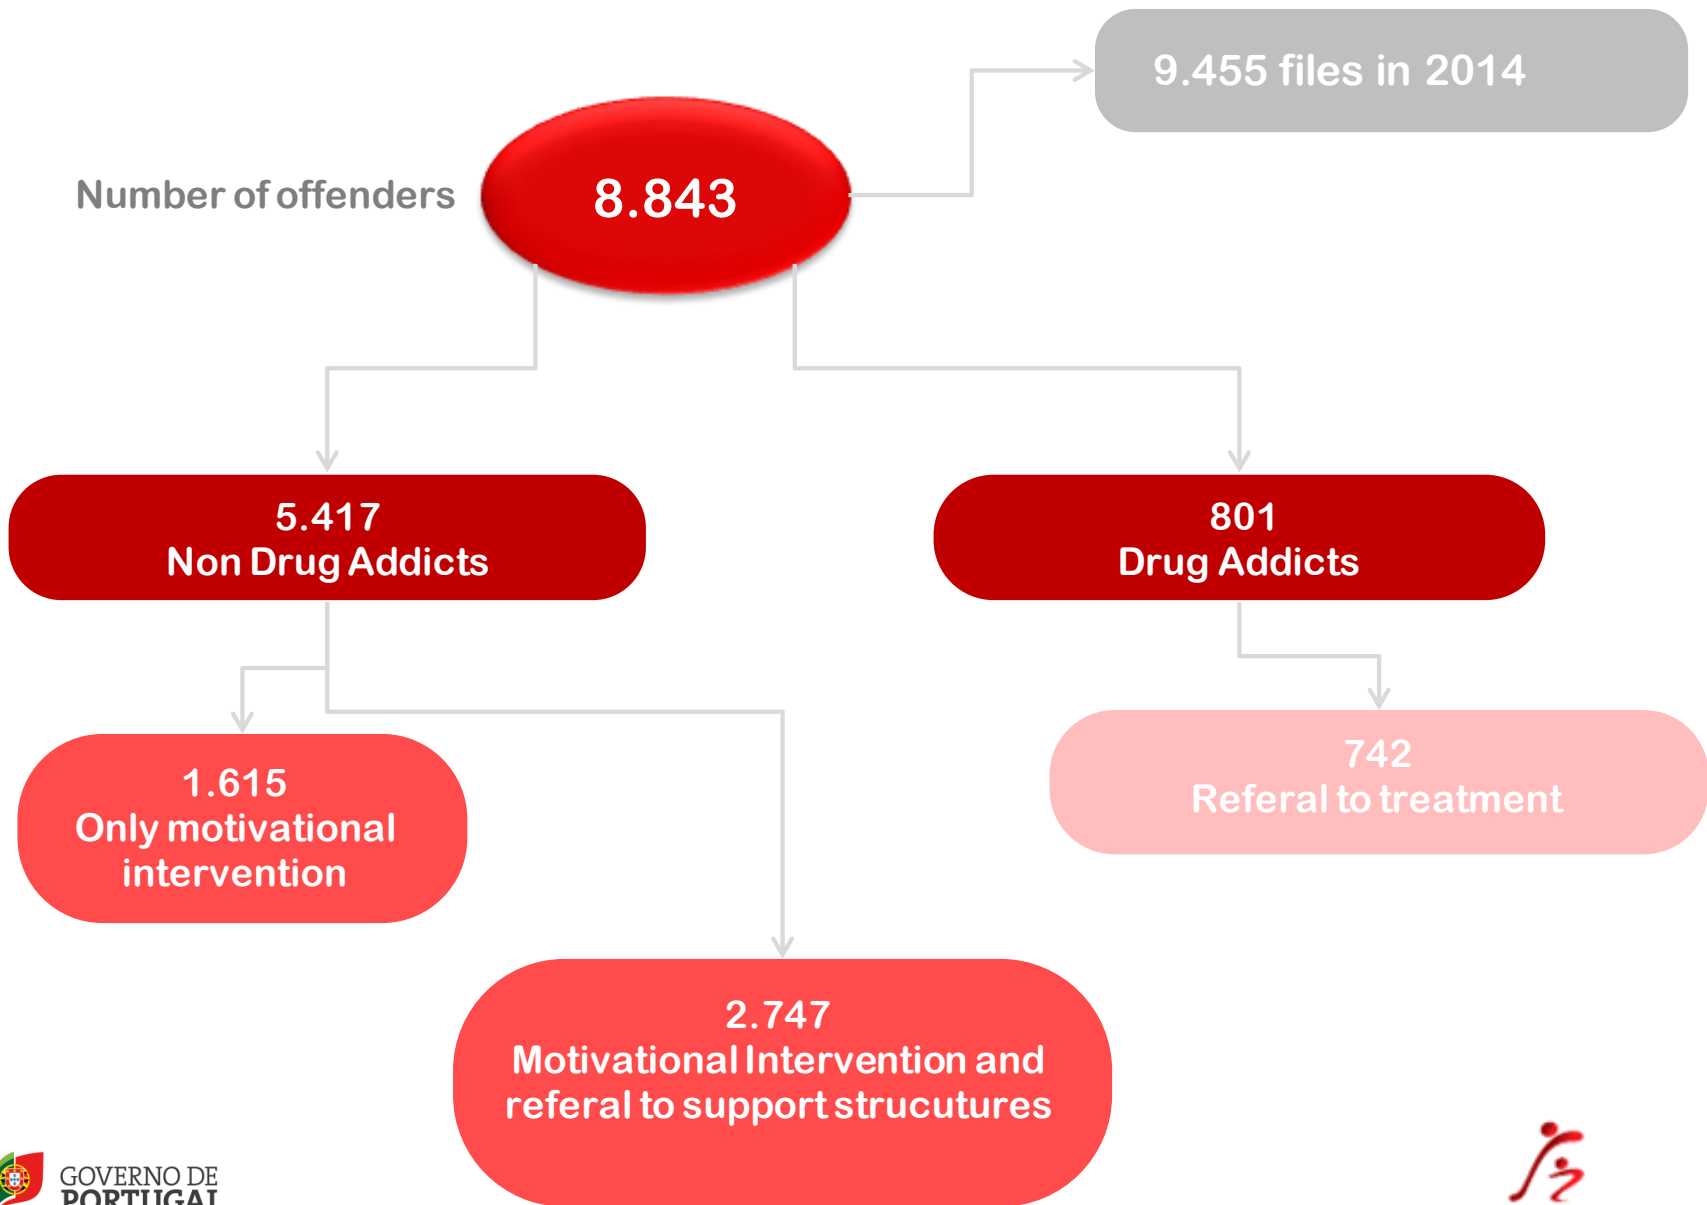 9.455 files in 2014
Number of offenders
8.843
5.417
Non Drug Addicts
801
Drug Addicts
1.615
Only motivational
intervention
742
Referal to treatment
2.747
Motivational Intervention and
referal to support strucutures
GOVERNO DE
PORTUGAL